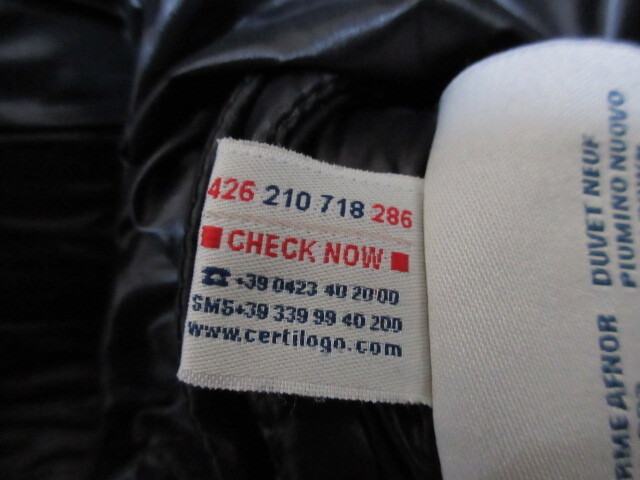 426 210 718 286
CHECK NOW
☎ +39 0423 40 20 00
SMS+39 339 99 40 200
www.certilogo.com
DUVET NEUF
PIUMINO NUOVO
AFNOR